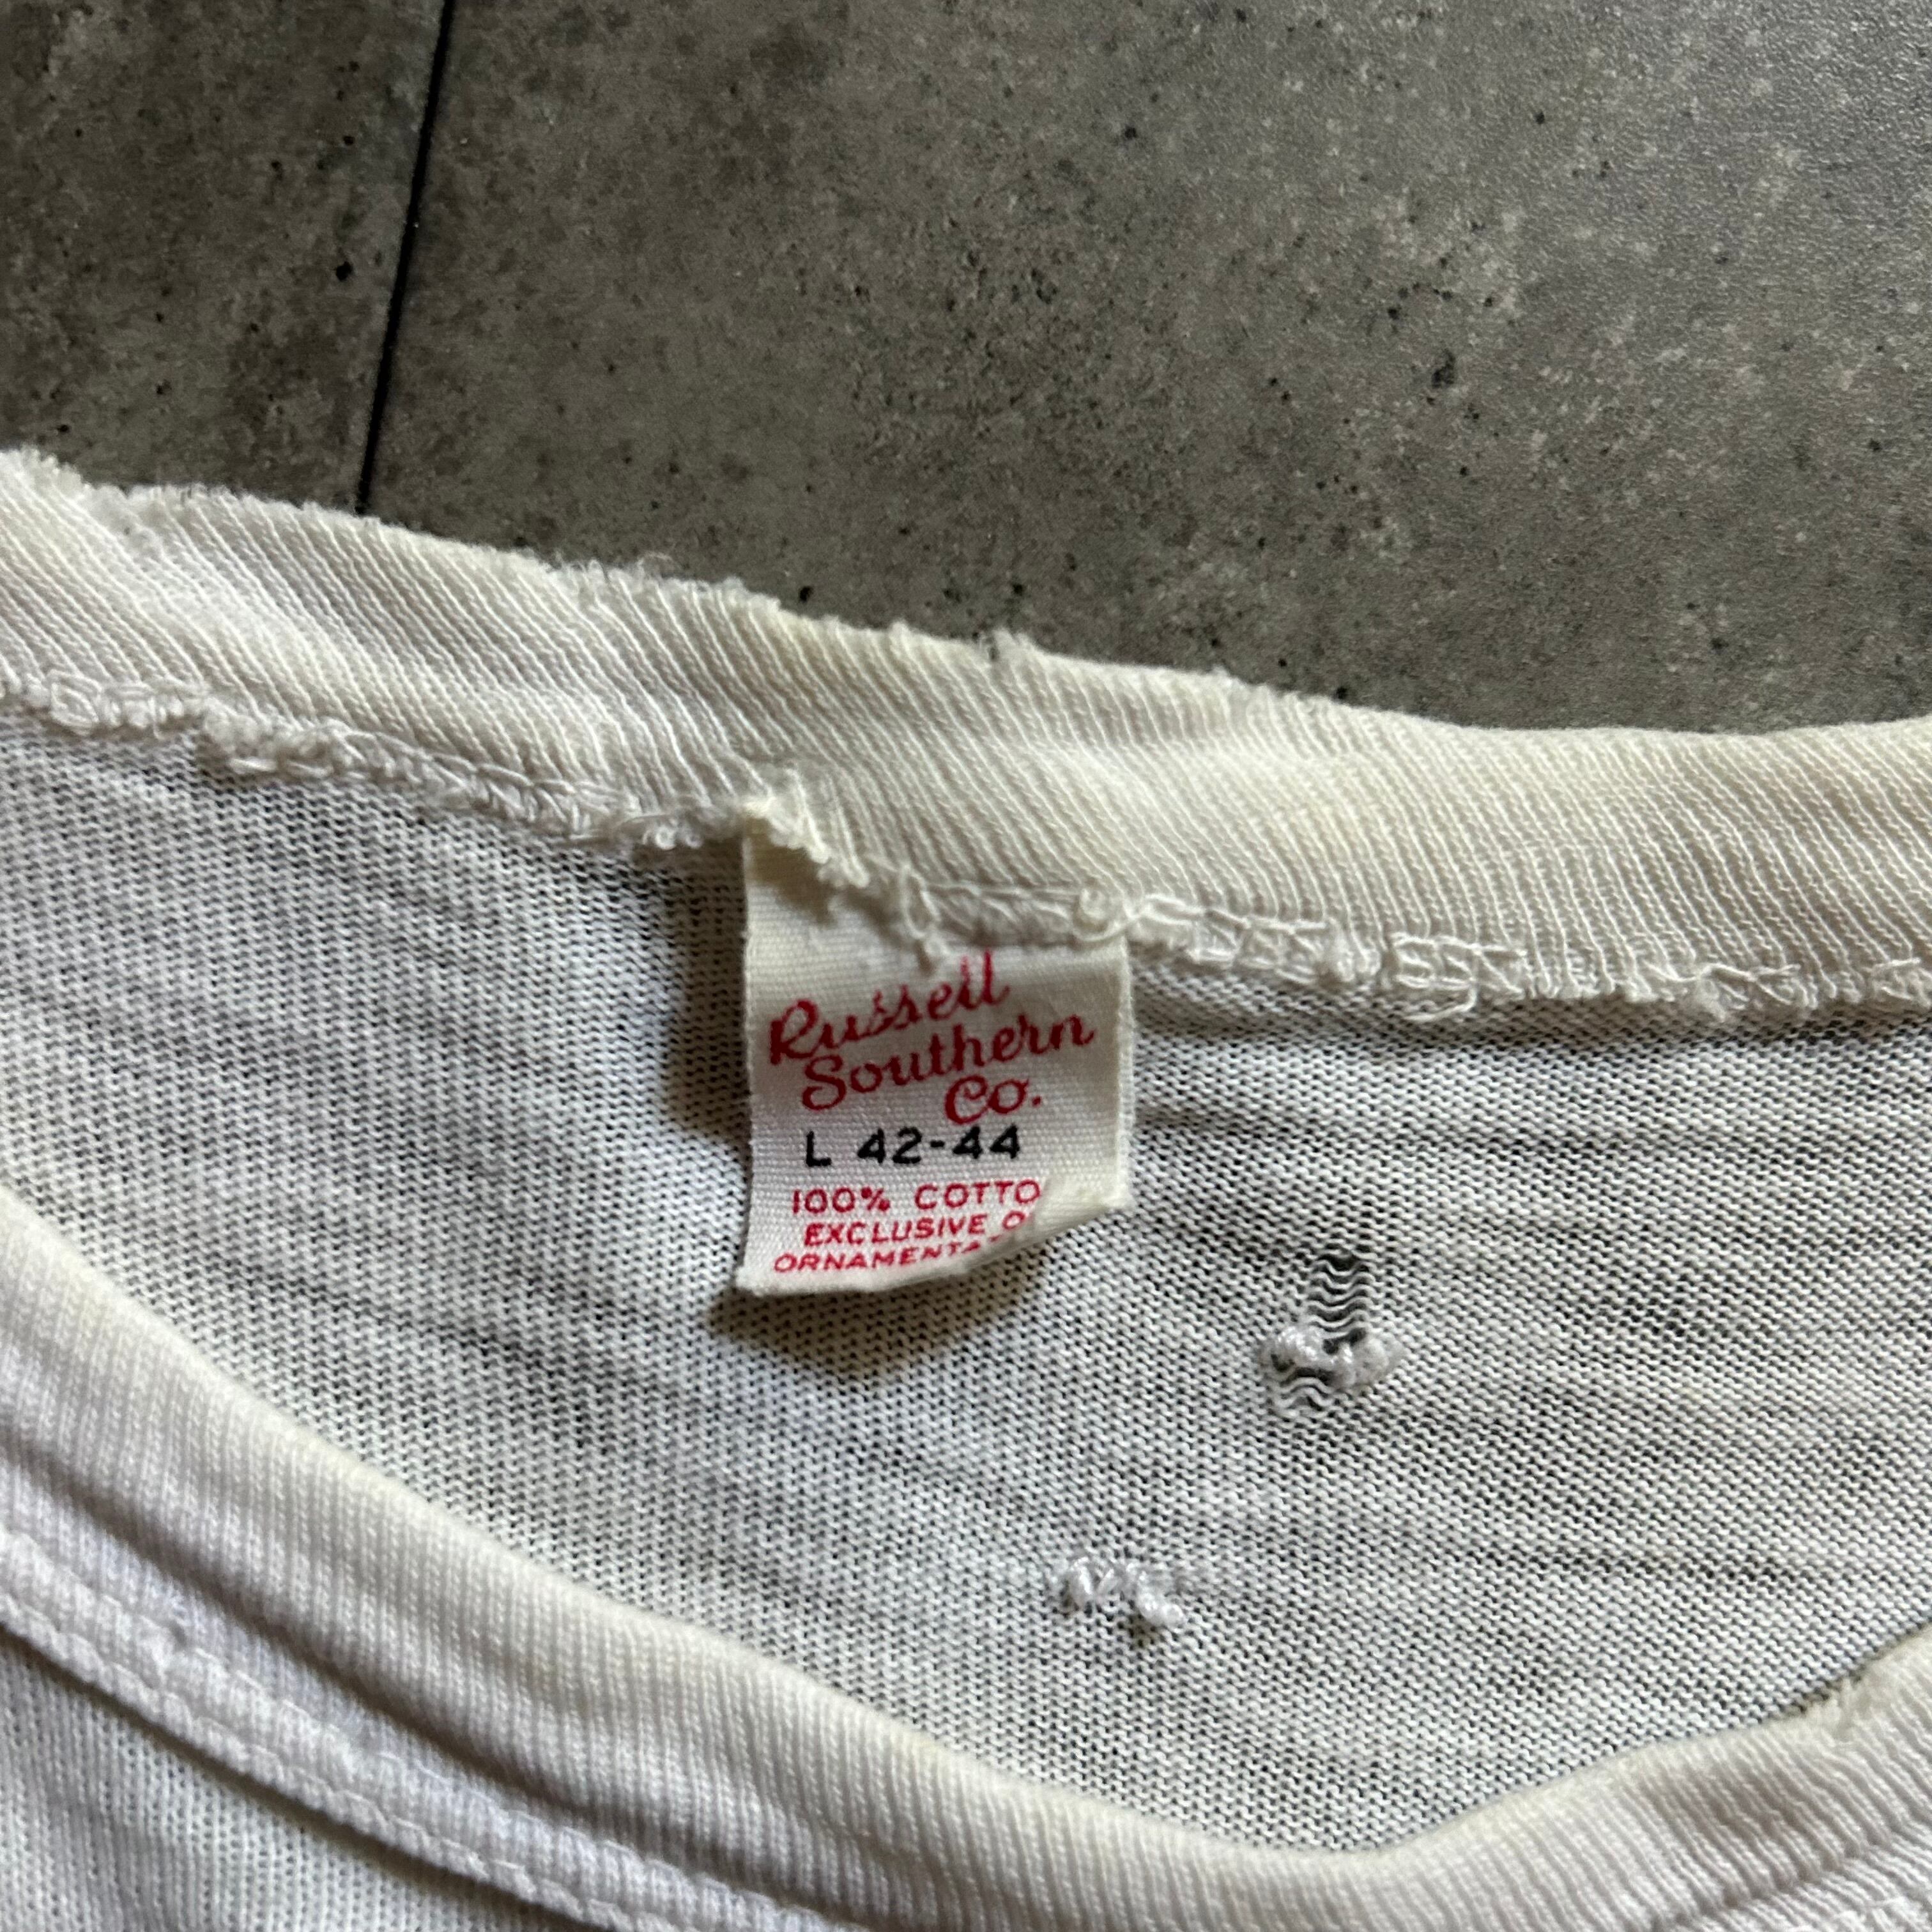 Russell
Southern
Co.
L 42-44
100% COTTO
EXCLUSIVE O
ORNAMENTA